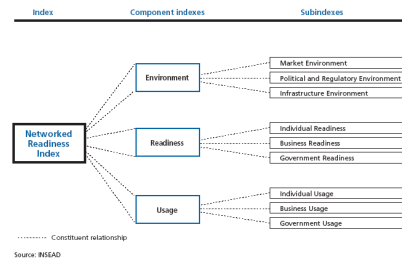 Index Component indexes Subindexes
Market Environment
Environment
Political and Regulatory Environment
Infrastructure Environment
Networked
Readiness
Index
Individual Readiness
Readiness
Business Readiness
Government Readiness
Individual Usage
Usage
Business Usage
Government Usage
Constituent relationship
Source: INSEAD